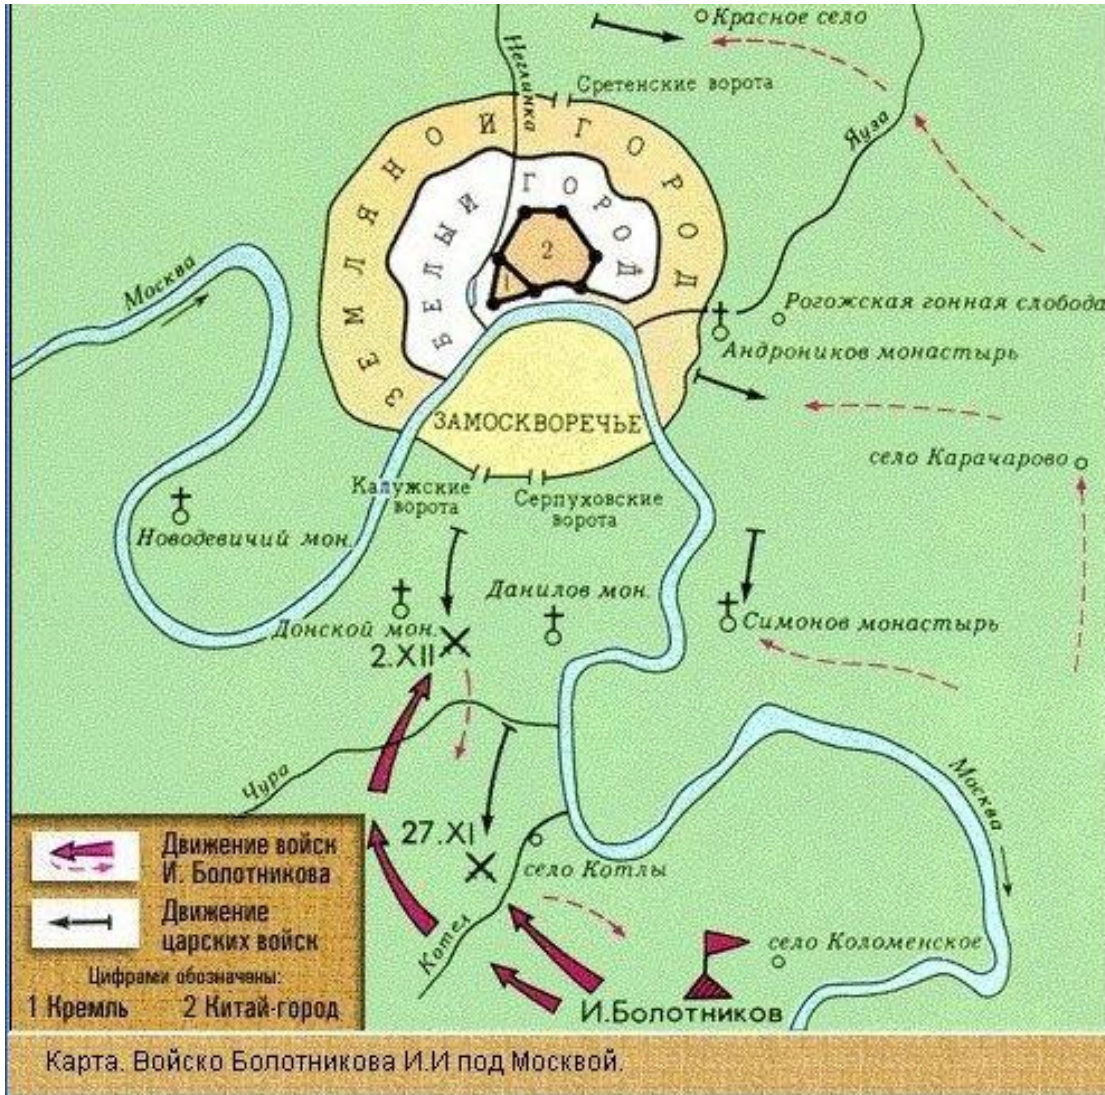 Красное село
Неглинка
Сретенские ворота
Яуза
ЗЕМЛЯНОЙ ГОРОД
БЕЛЫЙ ГОРОД
2
1
Москва
Рогожская гонная слобода
Андроников монастырь
ЗАМОСКВОРЕЧЬЕ
село Карачарово
Калужские
ворота
Серпуховские
ворота
Новодевичий мон.
Данилов мон.
Донской мон.
Симонов монастырь
2.XII
Чура
Москва
27.XI
село Котлы
Котел
село Коломенское
И.Болотников
Движение войск
И. Болотникова
Движение
царских войск
Цифрами обозначены:
1 Кремль 2 Китай-город
Карта. Войско Болотникова И.И под Москвой.